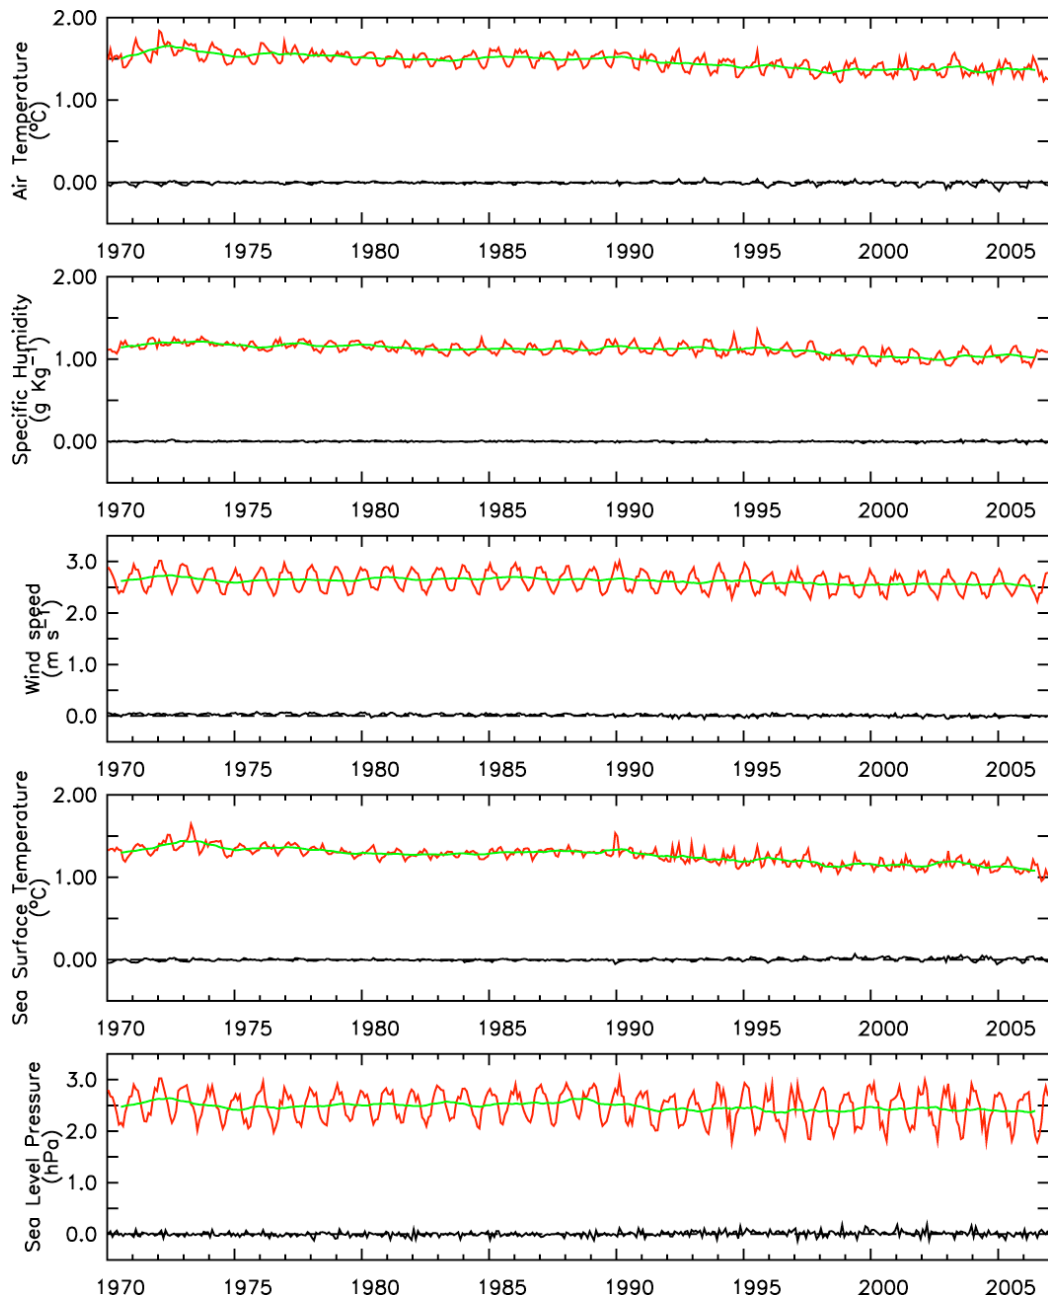 2.00
1.00
0.00
Air Temperature
(°C)
1970 1975 1980 1985 1990 1995 2000 2005
2.00
1.00
0.00
Specific Humidity
(g Kg⁻¹)
1970 1975 1980 1985 1990 1995 2000 2005
3.0
2.0
1.0
0.0
Wind speed
(m s⁻¹)
1970 1975 1980 1985 1990 1995 2000 2005
2.00
1.00
0.00
Sea Surface Temperature
(°C)
1970 1975 1980 1985 1990 1995 2000 2005
3.0
2.0
1.0
0.0
Sea Level Pressure
(hPa)
1970 1975 1980 1985 1990 1995 2000 2005